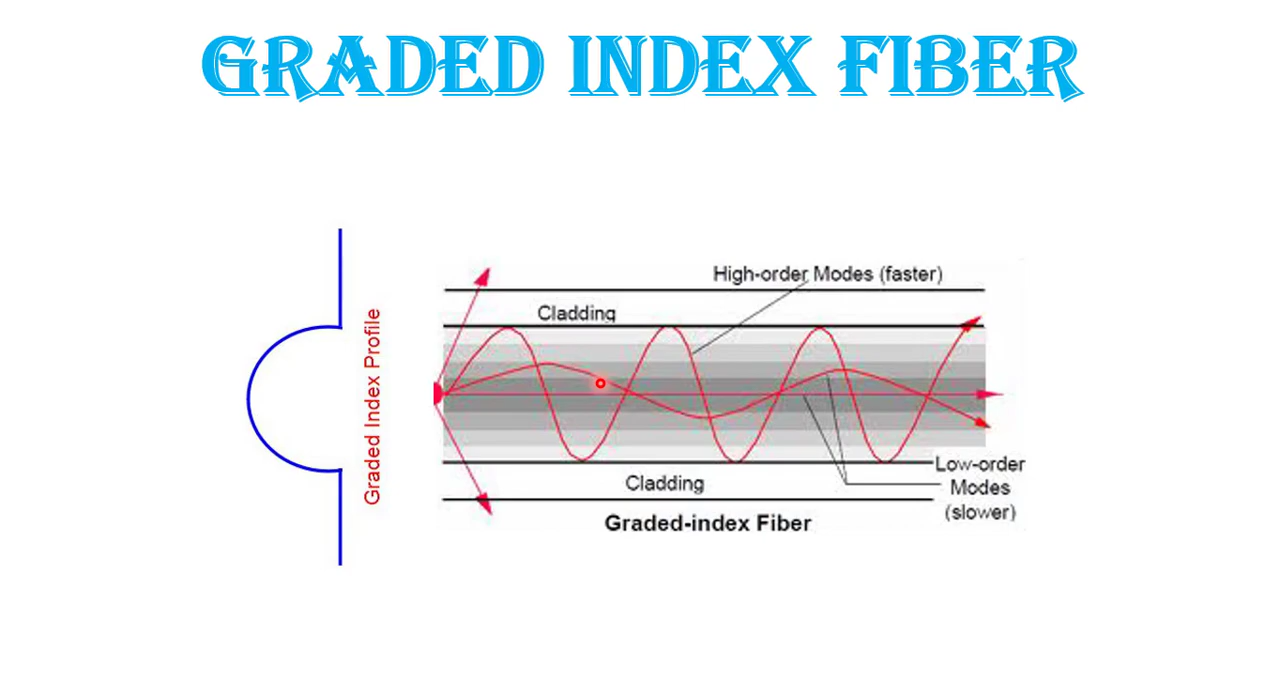 GRADED INDEX FIBER
Graded Index Profile
High-order Modes (faster)
Cladding
Cladding
Low-order
Modes
(slower)
Graded-index Fiber